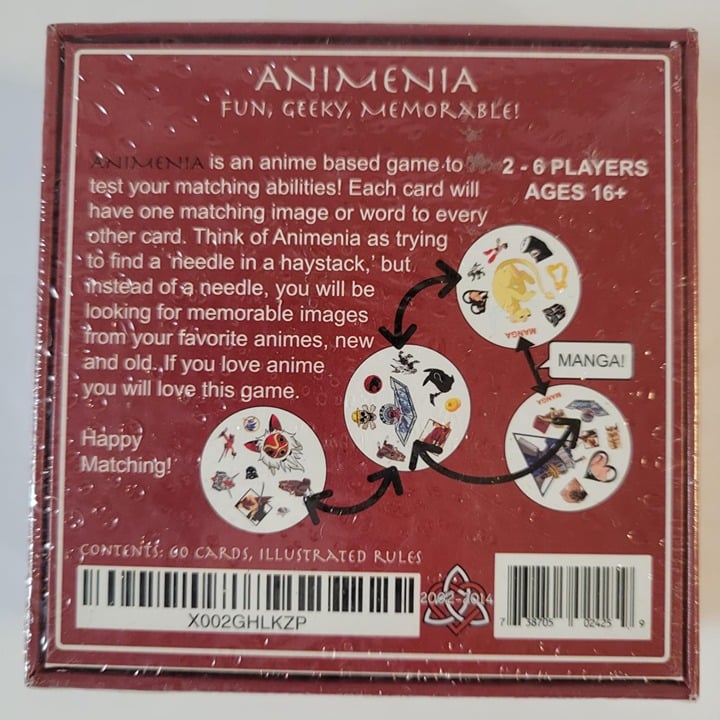 ANIMENIA
FUN, GEEKY, MEMORABLE!
ANIMENIA is an anime based game to
test your matching abilities! Each card will
have one matching image or word to every
other card. Think of Animenia as trying
to find a 'needle in a haystack,' but
instead of a needle, you will be
looking for memorable images
from your favorite animes, new
and old. If you love anime
you will love this game.
2 - 6 PLAYERS
AGES 16+
MANGA
MANGA!
MANGA
Happy
Matching!
CONTENTS: 60 CARDS, ILLUSTRATED RULES
X002GHLKZP
2002-2014
7 38705 02425 9